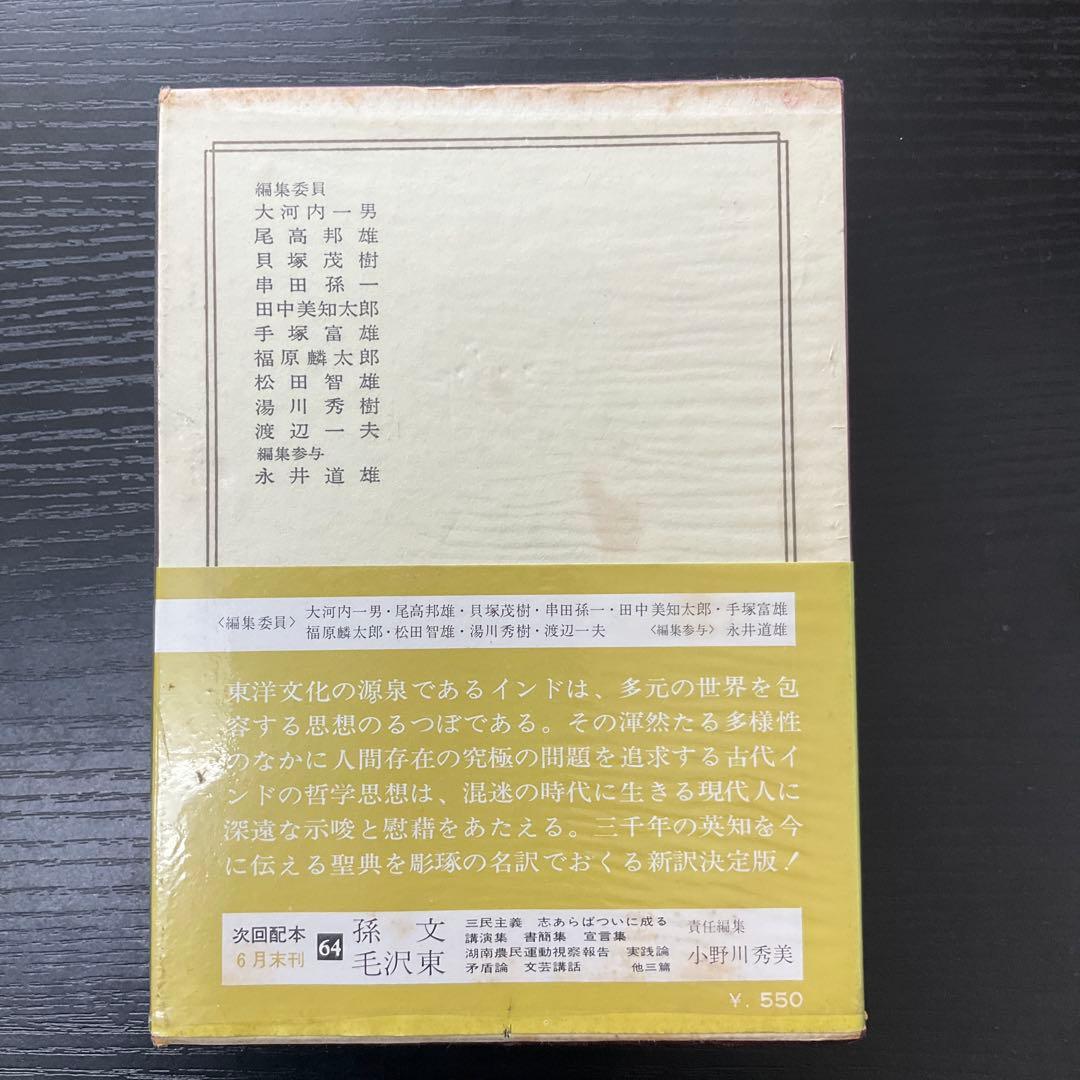 編集委員
大河内一男
尾高邦雄
貝塚茂樹
串田孫一
田中美知太郎
手塚富雄
福原麟太郎
松田智雄
湯川秀樹
渡辺一夫
編集参与
永井道雄
〈編集委員〉
大河内一男・尾高邦雄・貝塚茂樹・串田孫一・田中美知太郎・手塚富雄
福原麟太郎・松田智雄・湯川秀樹・渡辺一夫 〈編集参与〉 永井道雄
東洋文化の源泉であるインドは、多元の世界を包
容する思想のるつぼである。その渾然たる多様性
のなかに人間存在の究極の問題を追求する古代イ
ンドの哲学思想は、混迷の時代に生きる現代人に
深遠な示唆と慰藉をあたえる。三千年の英知を今
に伝える聖典を彫琢の名訳でおくる新訳決定版!
次回配本
6月末刊
64
孫文
毛沢東
三民主義 志あらばついに成る
講演集 書簡集 宣言集
湖南農民運動視察報告 実践論
矛盾論 文芸講話 他三篇
責任編集
小野川秀美
¥. 550